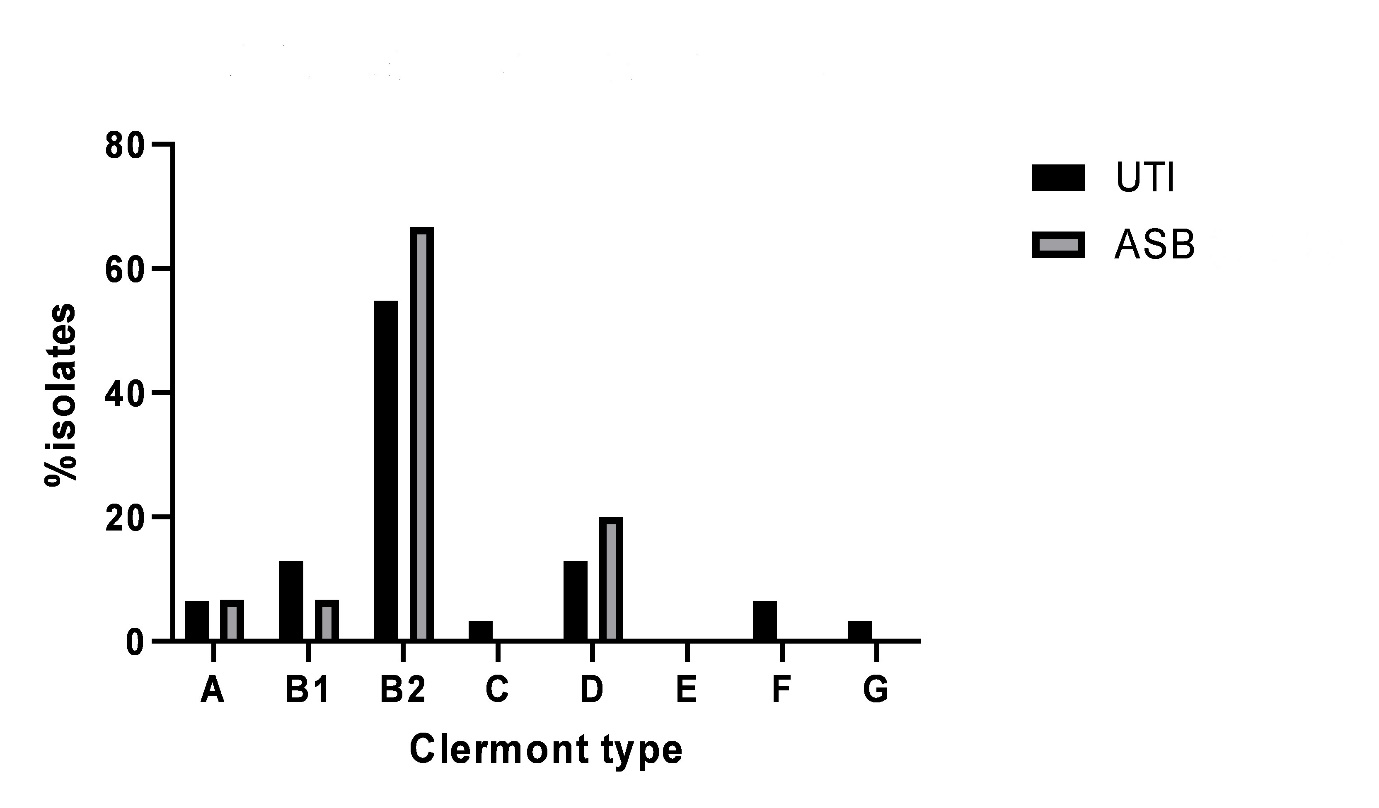 80
60
40
20
0
%isolates
A B1 B2 C D E F G
Clermont type
UTI
ASB